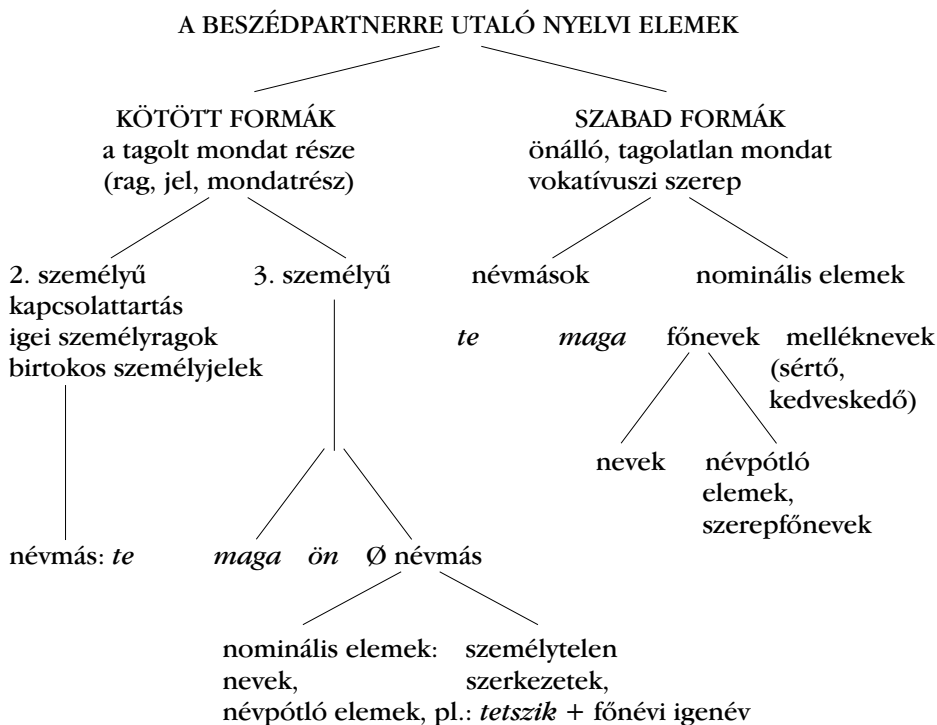 A BESZÉDPARTNERRE UTALÓ NYELVI ELEMEK
KÖTÖTT FORMÁK
a tagolt mondat része
(rag, jel, mondatrész)
SZABAD FORMÁK
önálló, tagolatlan mondat
vokatívuszi szerep
2. személyű
kapcsolattartás
igei személyragok
birtokos személyjelek
3. személyű
névmások
nominális elemek
te maga főnevek melléknevek
(sértő,
kedveskedő)
nevek
névpótló
elemek,
szerepfőnevek
névmás: te maga ön Ø névmás
nominális elemek: személytelen
nevek, szerkezetek,
névpótló elemek, pl.: tetszik + főnévi igenév